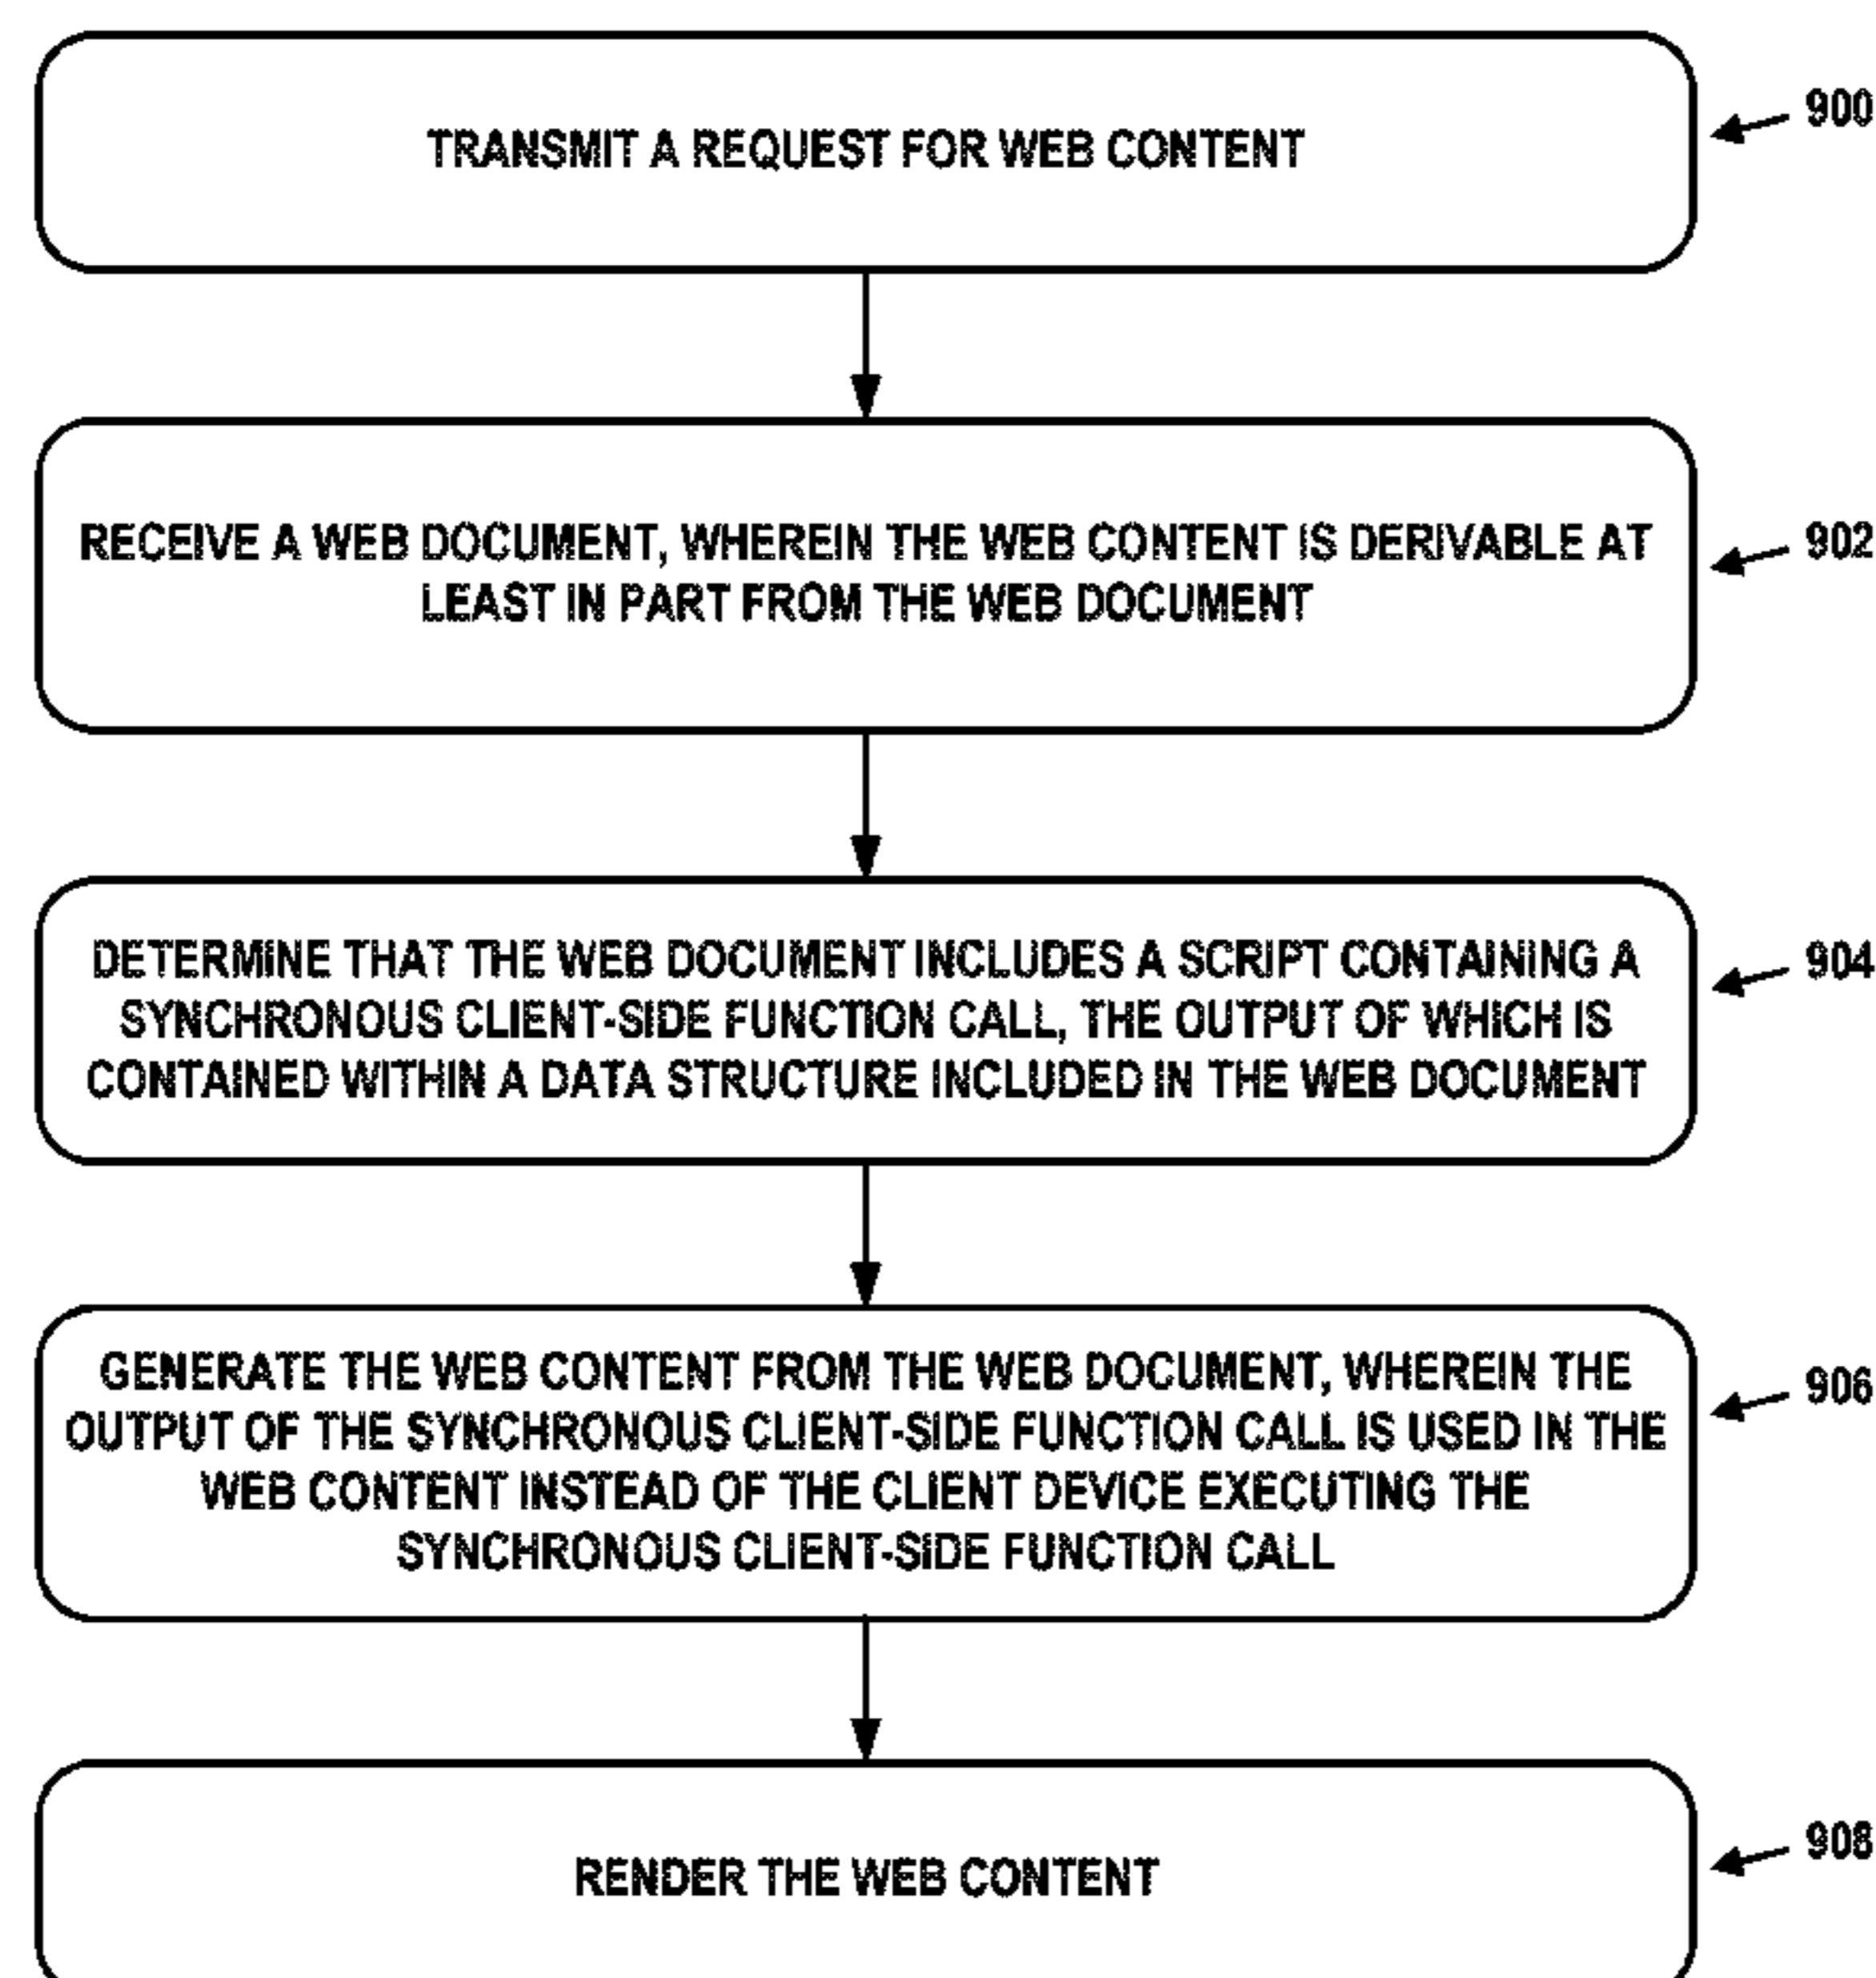 TRANSMIT A REQUEST FOR WEB CONTENT
900
RECEIVE A WEB DOCUMENT, WHEREIN THE WEB CONTENT IS DERIVABLE AT
LEAST IN PART FROM THE WEB DOCUMENT
902
DETERMINE THAT THE WEB DOCUMENT INCLUDES A SCRIPT CONTAINING A
SYNCHRONOUS CLIENT-SIDE FUNCTION CALL, THE OUTPUT OF WHICH IS
CONTAINED WITHIN A DATA STRUCTURE INCLUDED IN THE WEB DOCUMENT
904
GENERATE THE WEB CONTENT FROM THE WEB DOCUMENT, WHEREIN THE
OUTPUT OF THE SYNCHRONOUS CLIENT-SIDE FUNCTION CALL IS USED IN THE
WEB CONTENT INSTEAD OF THE CLIENT DEVICE EXECUTING THE
SYNCHRONOUS CLIENT-SIDE FUNCTION CALL
906
RENDER THE WEB CONTENT
908